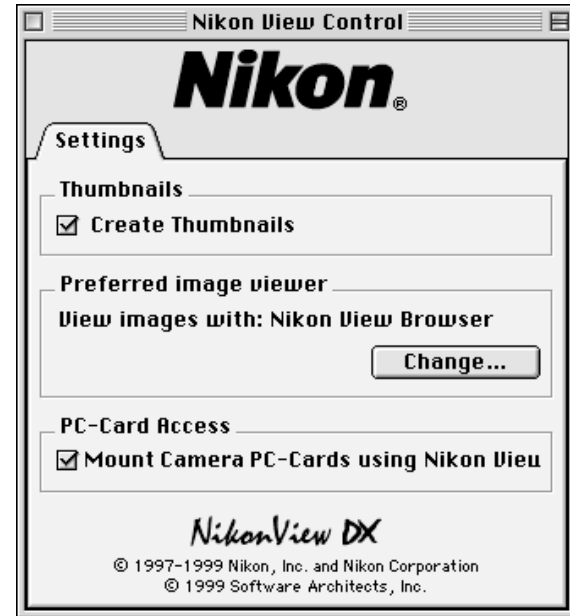 Nikon View Control
Nikon®
Settings
Thumbnails
Create Thumbnails
Preferred image viewer
View images with: Nikon View Browser
Change...
PC-Card Access
Mount Camera PC-Cards using Nikon View
NikonView DX
© 1997-1999 Nikon, Inc. and Nikon Corporation
© 1999 Software Architects, Inc.